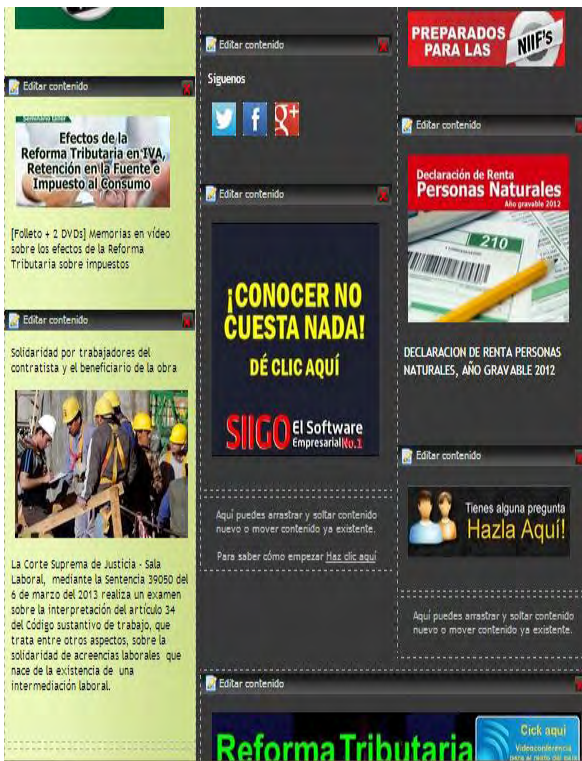 Editar contenido
Seminario taller
Efectos de la
Reforma Tributaria en IVA,
Retención en la Fuente e
Impuesto al Consumo
[Folleto + 2 DVDs] Memorias en vídeo
sobre los efectos de la Reforma
Tributaria sobre impuestos
Editar contenido
Solidaridad por trabajadores del
contratista y el beneficiario de la obra
La Corte Suprema de Justicia - Sala
Laboral, mediante la Sentencia 39050 del
6 de marzo del 2013 realiza un examen
sobre la interpretación del artículo 34
del Código sustantivo de trabajo, que
trata entre otros aspectos, sobre la
solidaridad de acreencias laborales que
nace de la existencia de una
intermediación laboral.
Editar contenido
Siguenos
Editar contenido
¡CONOCER NO
CUESTA NADA!
DÉ CLIC AQUÍ
SIIGO El Software
Empresarial No.1
Aquí puedes arrastrar y soltar contenido
nuevo o mover contenido ya existente.
Para saber cómo empezar Haz clic aquí
PREPARADOS
PARA LAS NIIF'S
Editar contenido
Declaración de Renta
Personas Naturales
Año gravable 2012
210
DECLARACION DE RENTA PERSONAS
NATURALES, AÑO GRAVABLE 2012
Editar contenido
Tienes alguna pregunta
Hazla Aquí!
Aquí puedes arrastrar y soltar contenido
nuevo o mover contenido ya existente.
Editar contenido
Reforma Tributaria
Cick aquí
Videoconferencia